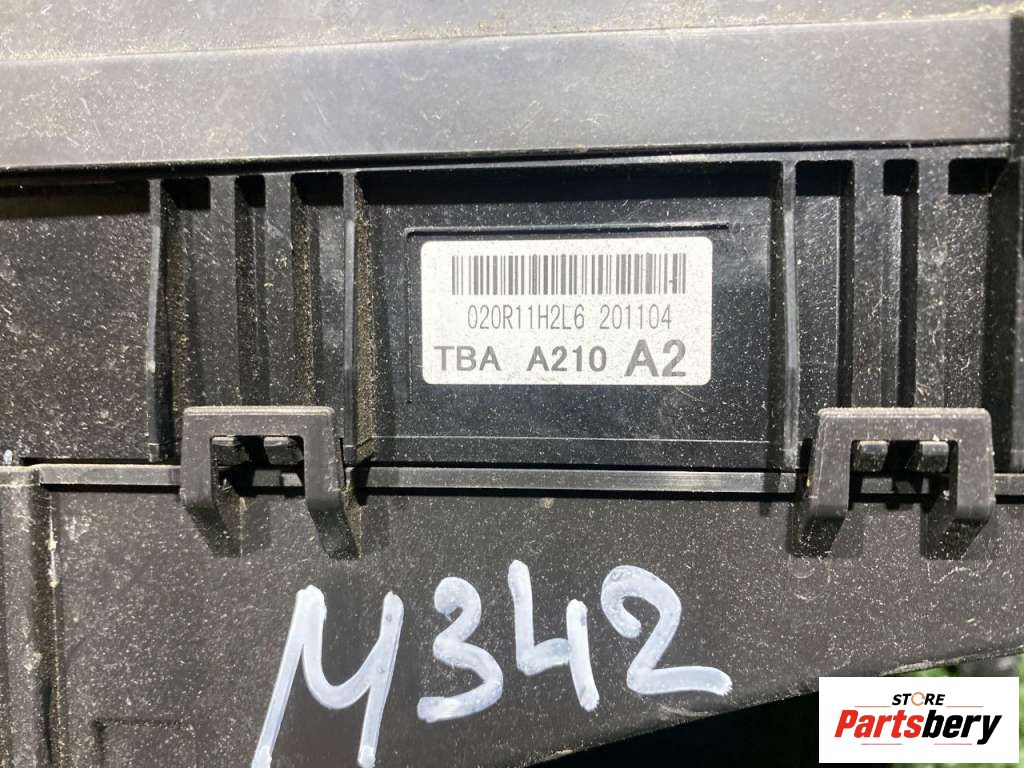 020R11H2L6 201104
TBA A210 A2
M342
STORE
Partsbery